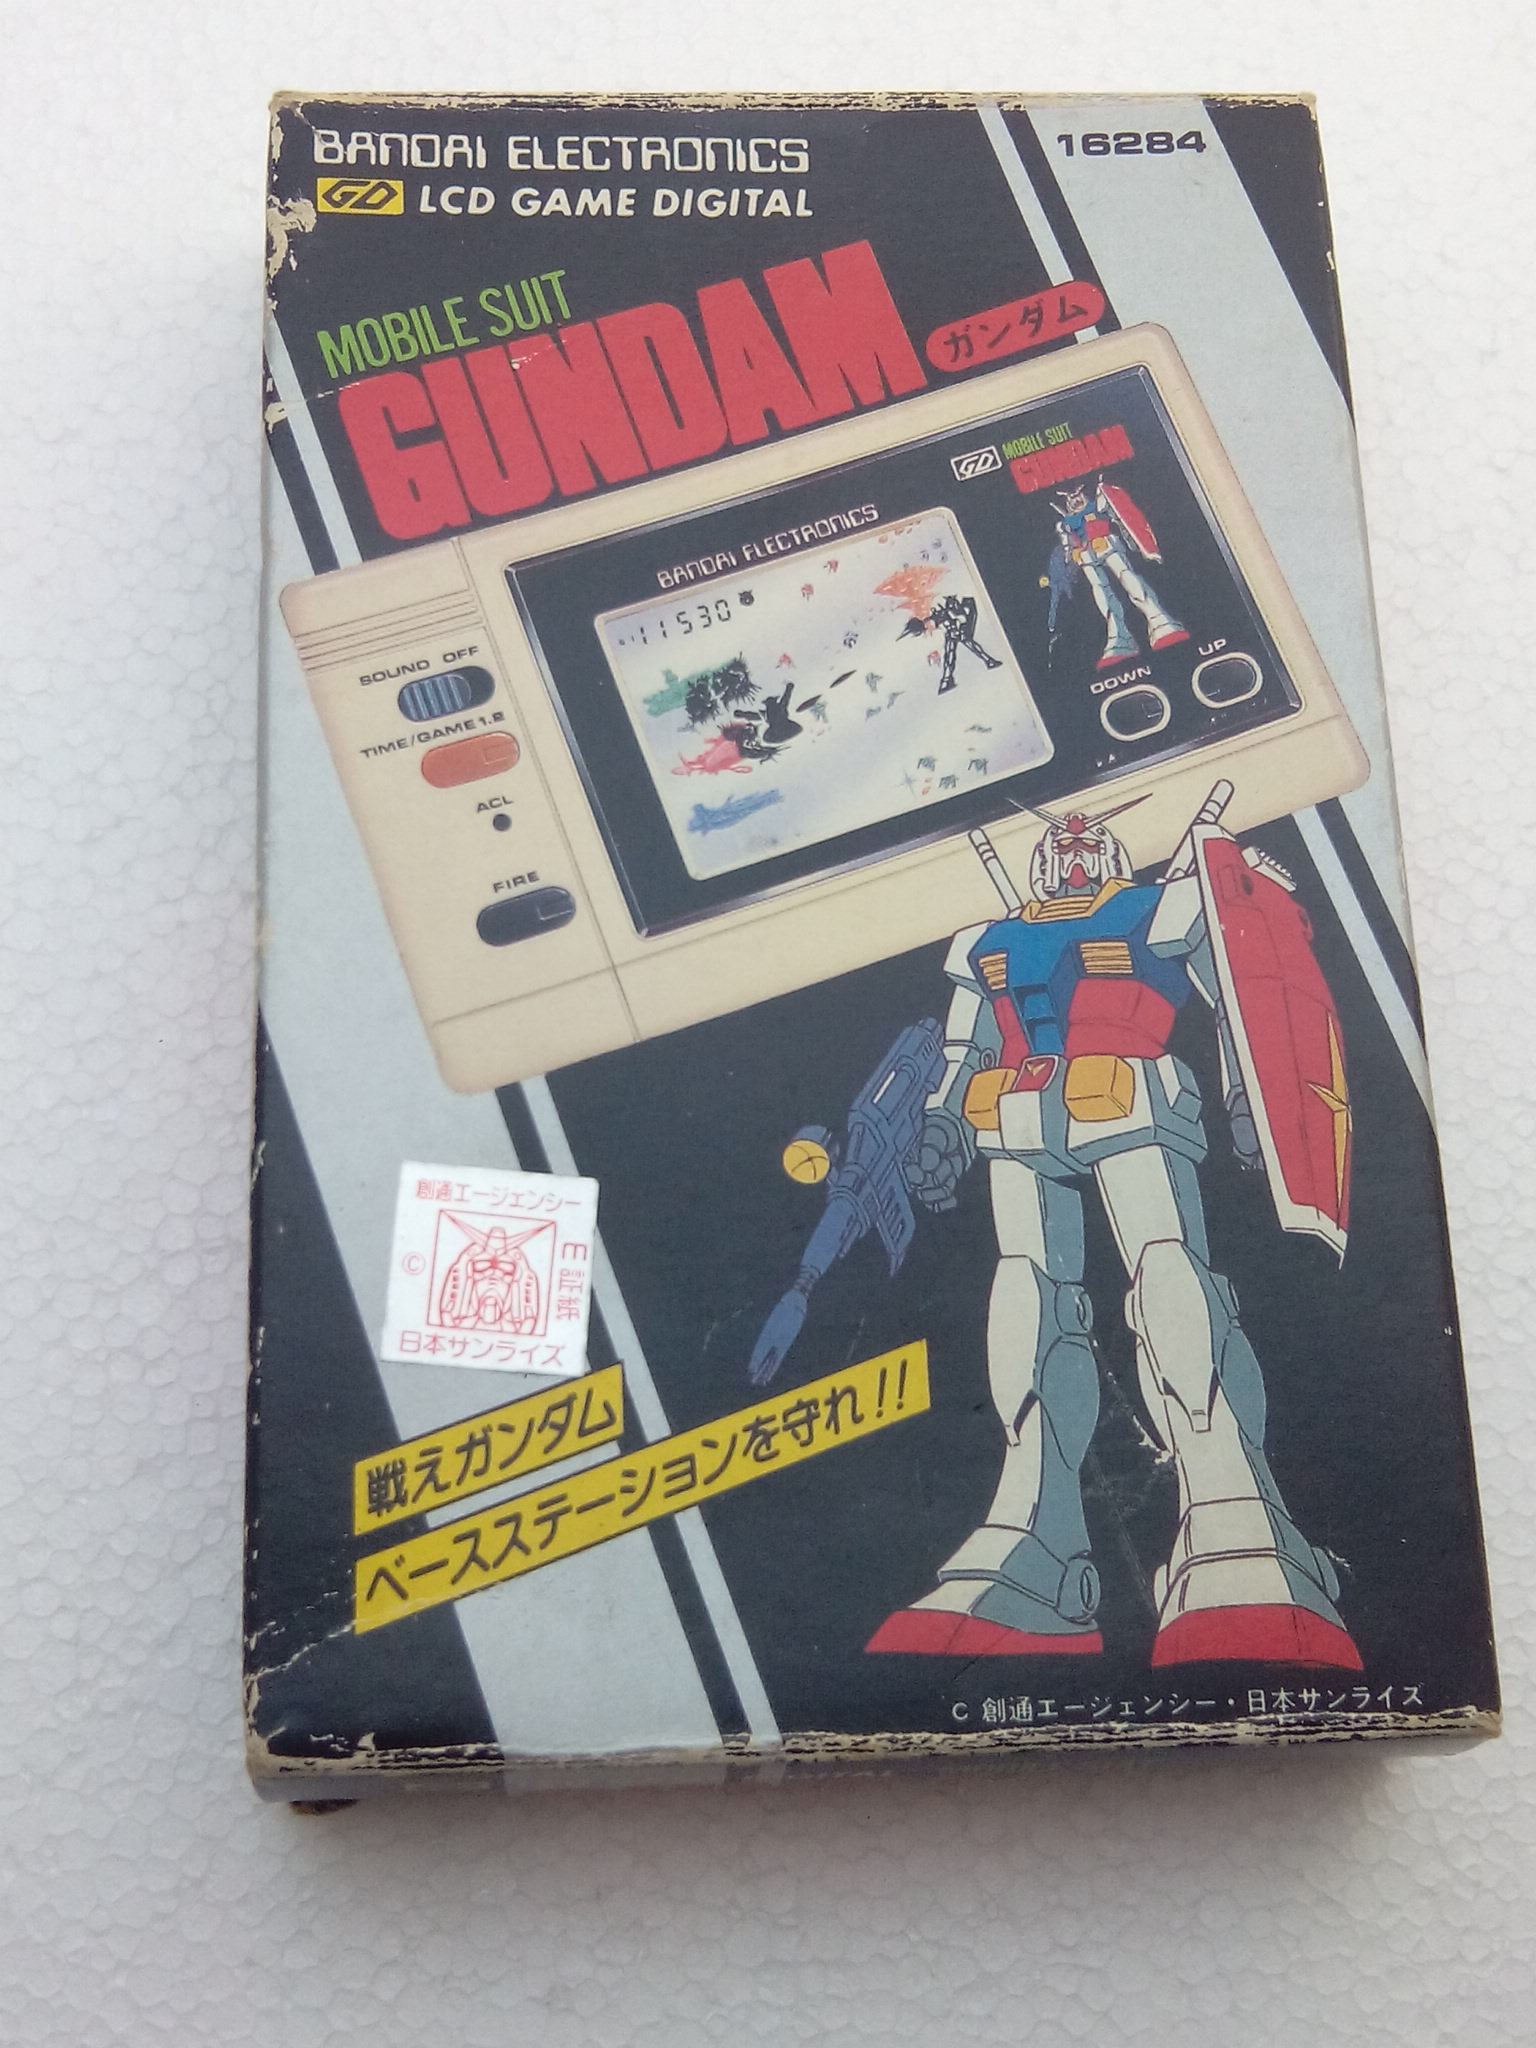 BANDAI ELECTRONICS
GD LCD GAME DIGITAL
16284
MOBILE SUIT
GUNDAM
ガンダム
GD MOBILE SUIT
GUNDAM
BANDAI ELECTRONICS
11530
SOUND OFF
TIME/GAME 1.2
ACL
FIRE
DOWN
UP
創通エージェンシー
©
E証紙
日本サンライズ
戦えガンダム
ベースステーションを守れ!!
C 創通エージェンシー・日本サンライズ